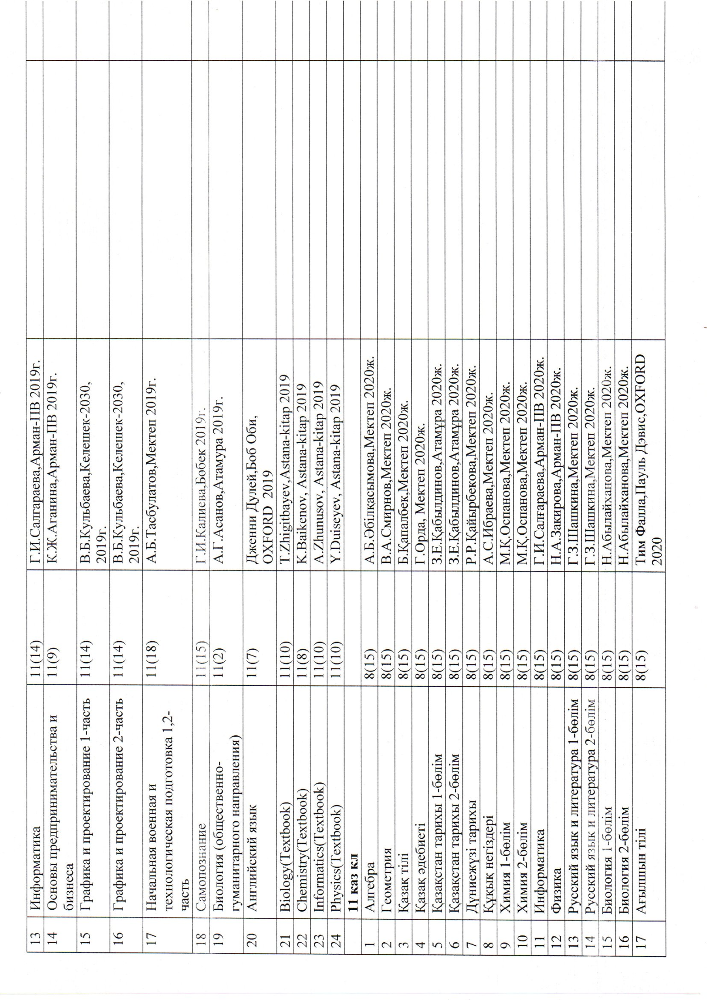 13 Информатика 11(14) Г.И.Салгараева,Арман-ПВ 2019г.
14 Основы предпринимательства и 11(9) К.Ж.Аганина,Арман-ПВ 2019г.
бизнеса
15 Графика и проектирование 1-часть 11(14) В.Б.Кульбаева,Келешек-2030,
2019г.
16 Графика и проектирование 2-часть 11(14) В.Б.Кульбаева,Келешек-2030,
2019г.
17 Начальная военная и 11(18) А.Б.Тасбулатов,Мектеп 2019г.
технологическая подготовка 1,2-
часть
18 Самопознание 11(15) Г.И.Калиева,Бөбек 2019г.
19 Биология (общественно- 11(2) А.Г.Асанов,Атамура 2019г.
гуманитарного направления)
20 Английский язык 11(7) Дженни Дулей,Боб Оби,
OXFORD 2019
21 Biology(Textbook) 11(10) T.Zhigitbayev,Astana-kitap 2019
22 Chemistry(Textbook) 11(8) K.Baikenov, Astana-kitap 2019
23 Informatics(Textbook) 11(10) A.Zhunusov, Astana-kitap 2019
24 Physics(Textbook) 11(10) Y.Duiseyev, Astana-kitap 2019
11 каз кл
1 Алгебра 8(15) А.Б.Әбілқасымова,Мектеп 2020ж.
2 Геометрия 8(15) В.А.Смирнов,Мектеп 2020ж.
3 Қазақ тілі 8(15) Б.Қапалбек,Мектеп 2020ж.
4 Қазақ әдебиеті 8(15) Г.Орда, Мектеп 2020ж.
5 Қазақстан тарихы 1-бөлім 8(15) З.Е.Қабылдинов,Атамұра 2020ж.
6 Қазақстан тарихы 2-бөлім 8(15) З.Е.Қабылдинов,Атамұра 2020ж.
7 Дүниежүзі тарихы 8(15) Р.Р.Қайырбекова,Мектеп 2020ж.
8 Құқық негіздері 8(15) А.С.Ибраева,Мектеп 2020ж.
9 Химия 1-бөлім 8(15) М.Қ.Оспанова,Мектеп 2020ж.
10 Химия 2-бөлім 8(15) М.Қ.Оспанова,Мектеп 2020ж.
11 Информатика 8(15) Г.И.Салғараева,Арман-ПВ 2020ж.
12 Физика 8(15) Н.А.Закирова,Арман-ПВ 2020ж.
13 Русский язык и литература 1-бөлім 8(15) Г.З.Шашкина,Мектеп 2020ж.
14 Русский язык и литература 2-бөлім 8(15) Г.З.Шашкина,Мектеп 2020ж.
15 Биология 1-бөлім 8(15) Н.Абылайханова,Мектеп 2020ж.
16 Биология 2-бөлім 8(15) Н.Абылайханова,Мектеп 2020ж.
17 Ағылшын тілі 8(15) Тим Фалла,Пауль Дэвис,OXFORD
2020